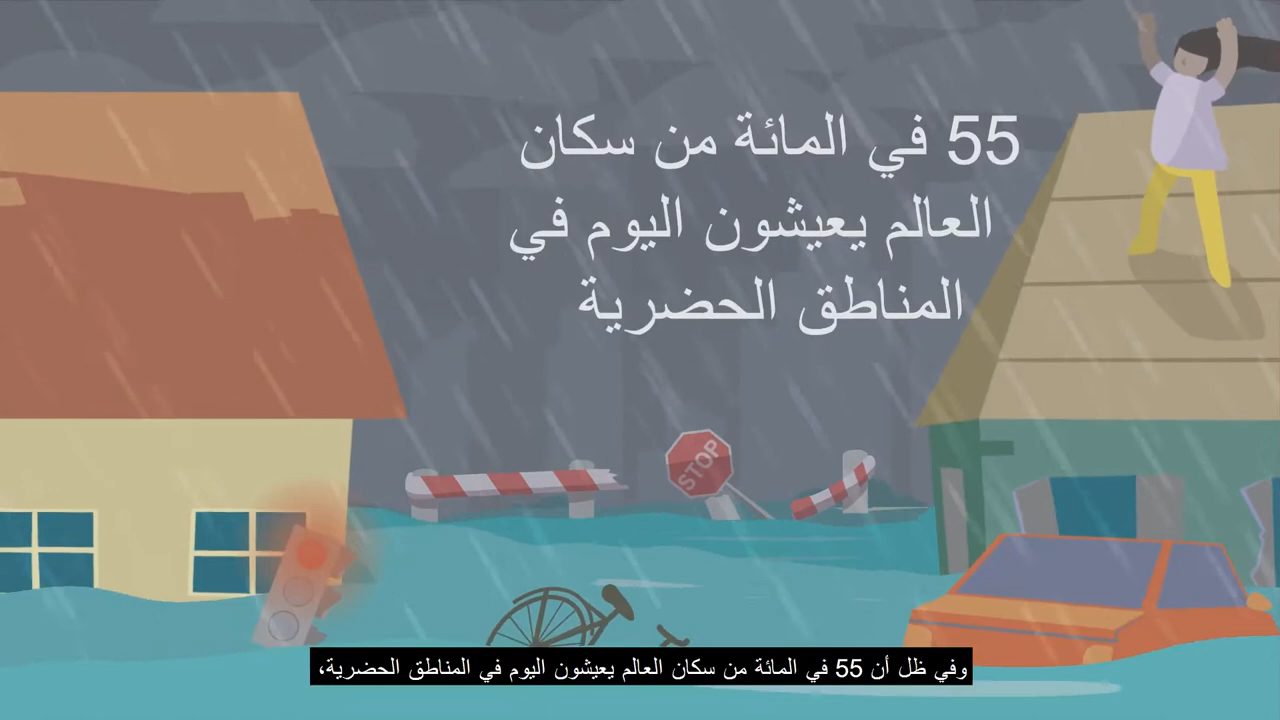 55 في المائة من سكان
العالم يعيشون اليوم في
المناطق الحضرية
STOP
وفي ظل أن 55 في المائة من سكان العالم يعيشون اليوم في المناطق الحضرية،